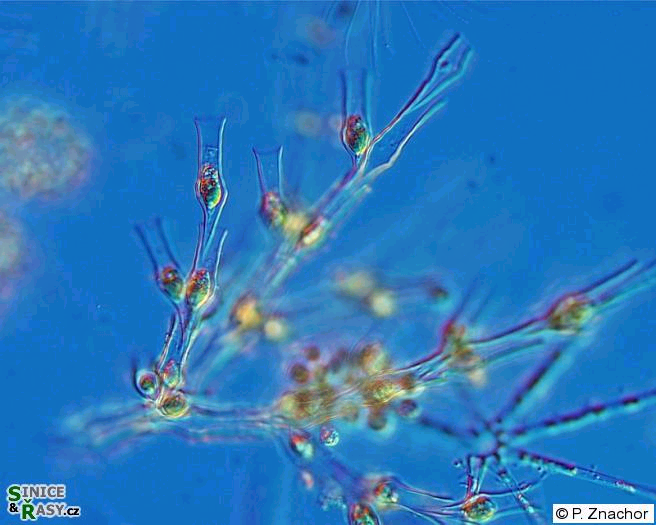 SINICE
& ŘASY.cz
© P. Znachor